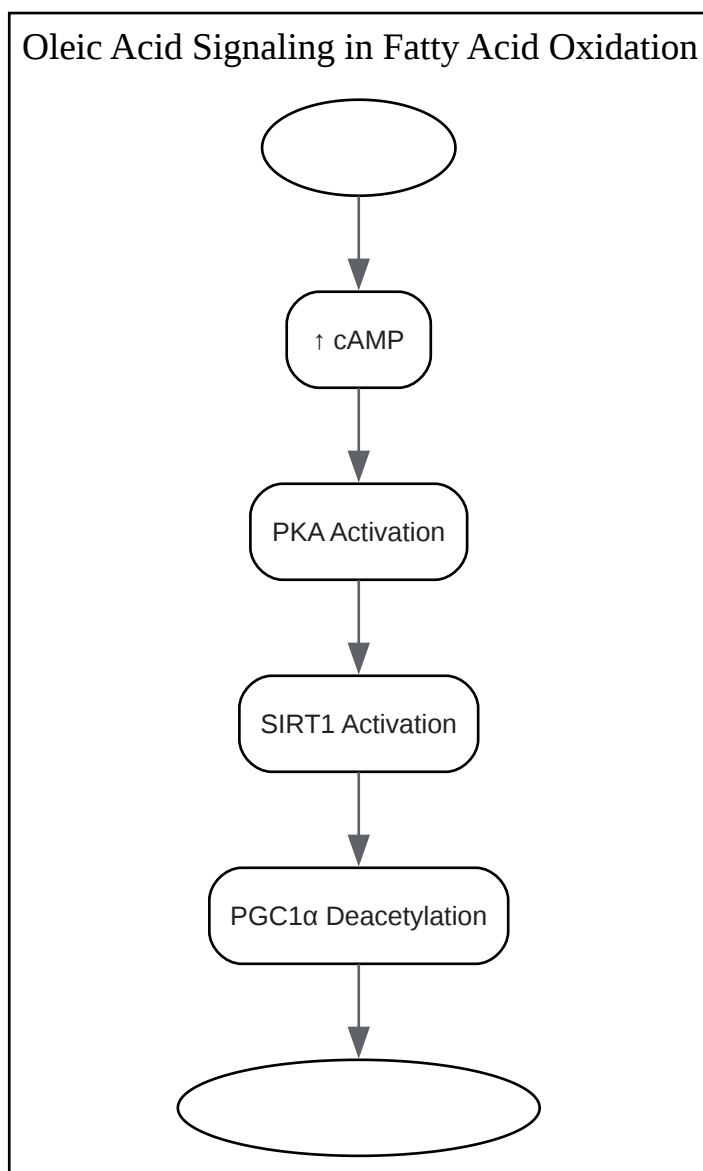 Oleic Acid Signaling in Fatty Acid Oxidation
↑ cAMP
PKA Activation
SIRT1 Activation
PGC1α Deacetylation